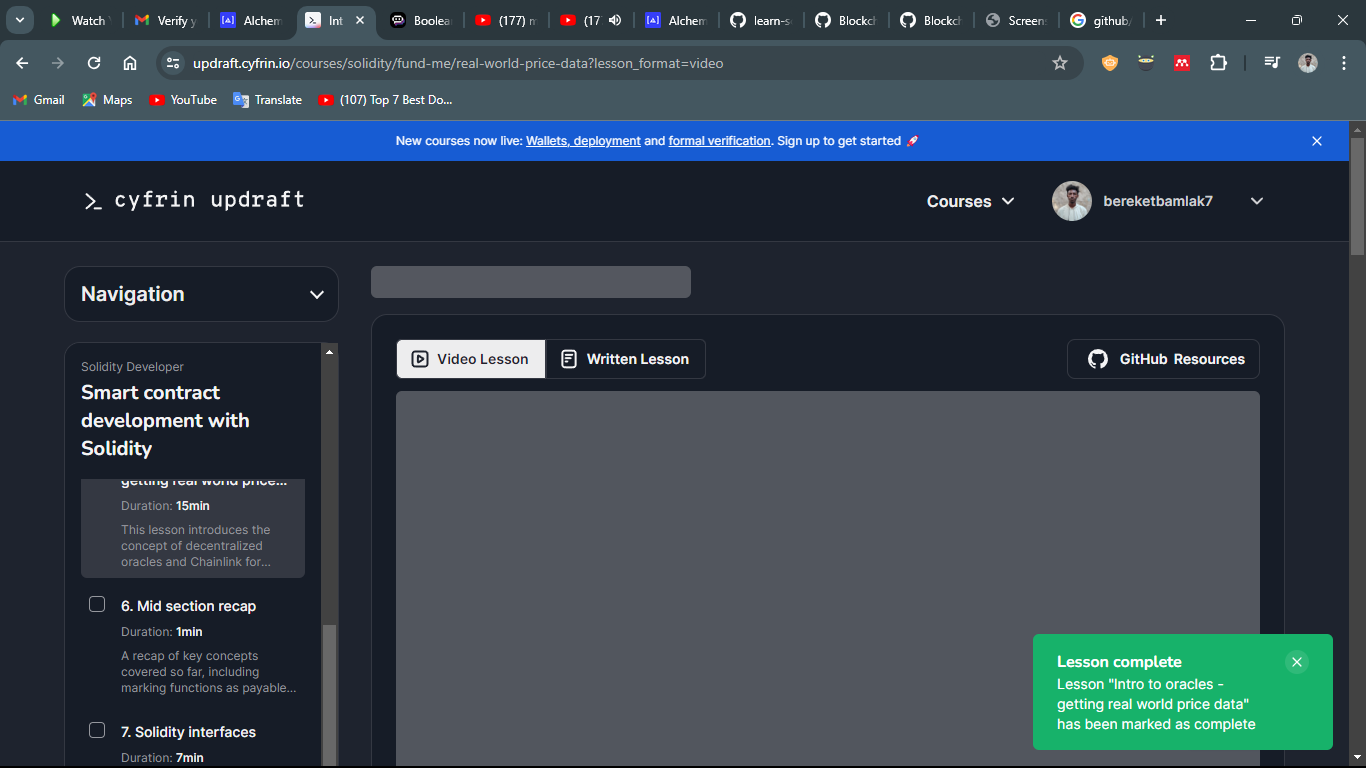 Watch
Verify y
Alchem
Int
Boolea
(177) m
(17
Alchem
learn-s
Blockch
Blockch
Screen
github/
updraft.cyfrin.io/courses/solidity/fund-me/real-world-price-data?lesson_format=video
Gmail
Maps
YouTube
Translate
(107) Top 7 Best Do...
New courses now live: Wallets, deployment and formal verification. Sign up to get started 🚀
>_ cyfrin updraft
Courses
bereketbamlak7
Navigation
Solidity Developer
Smart contract
development with
Solidity
getting real world price...
Duration: 15min
This lesson introduces the
concept of decentralized
oracles and Chainlink for...
6. Mid section recap
Duration: 1min
A recap of key concepts
covered so far, including
marking functions as payable...
7. Solidity interfaces
Duration: 7min
Video Lesson
Written Lesson
GitHub Resources
Lesson complete
Lesson "Intro to oracles -
getting real world price data"
has been marked as complete